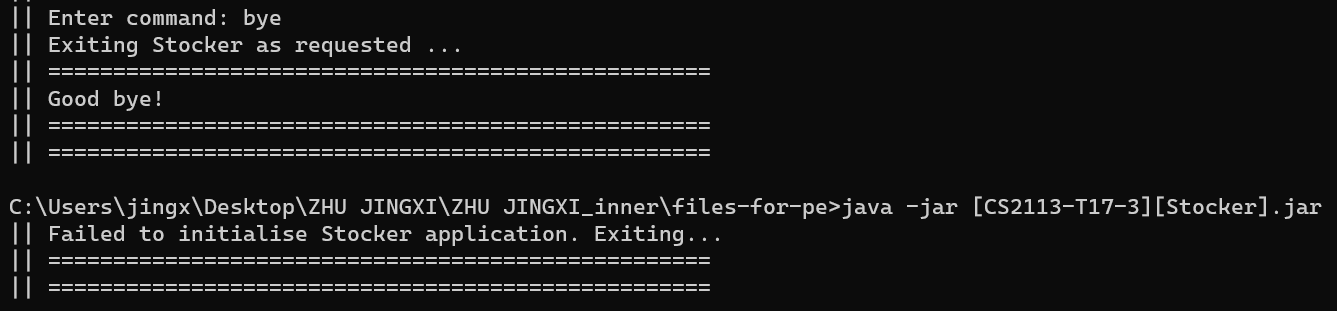 || Enter command: bye
|| Exiting Stocker as requested ...
|| ===================================================
|| Good bye!
|| ===================================================
|| ===================================================
C:\Users\jingx\Desktop\ZHU JINGXI\ZHU JINGXI_inner\files-for-pe>java -jar [CS2113-T17-3][Stocker].jar
|| Failed to initialise Stocker application. Exiting...
|| ===================================================
|| ===================================================